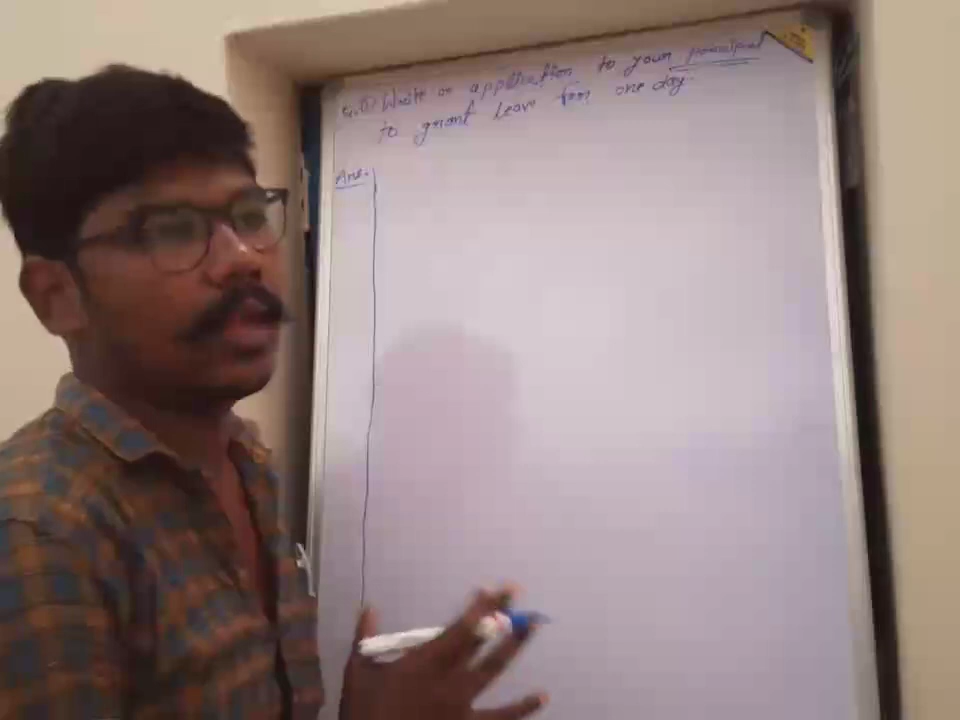 Q.① Write an application to your principal
to grant leave for one day.
Ans.